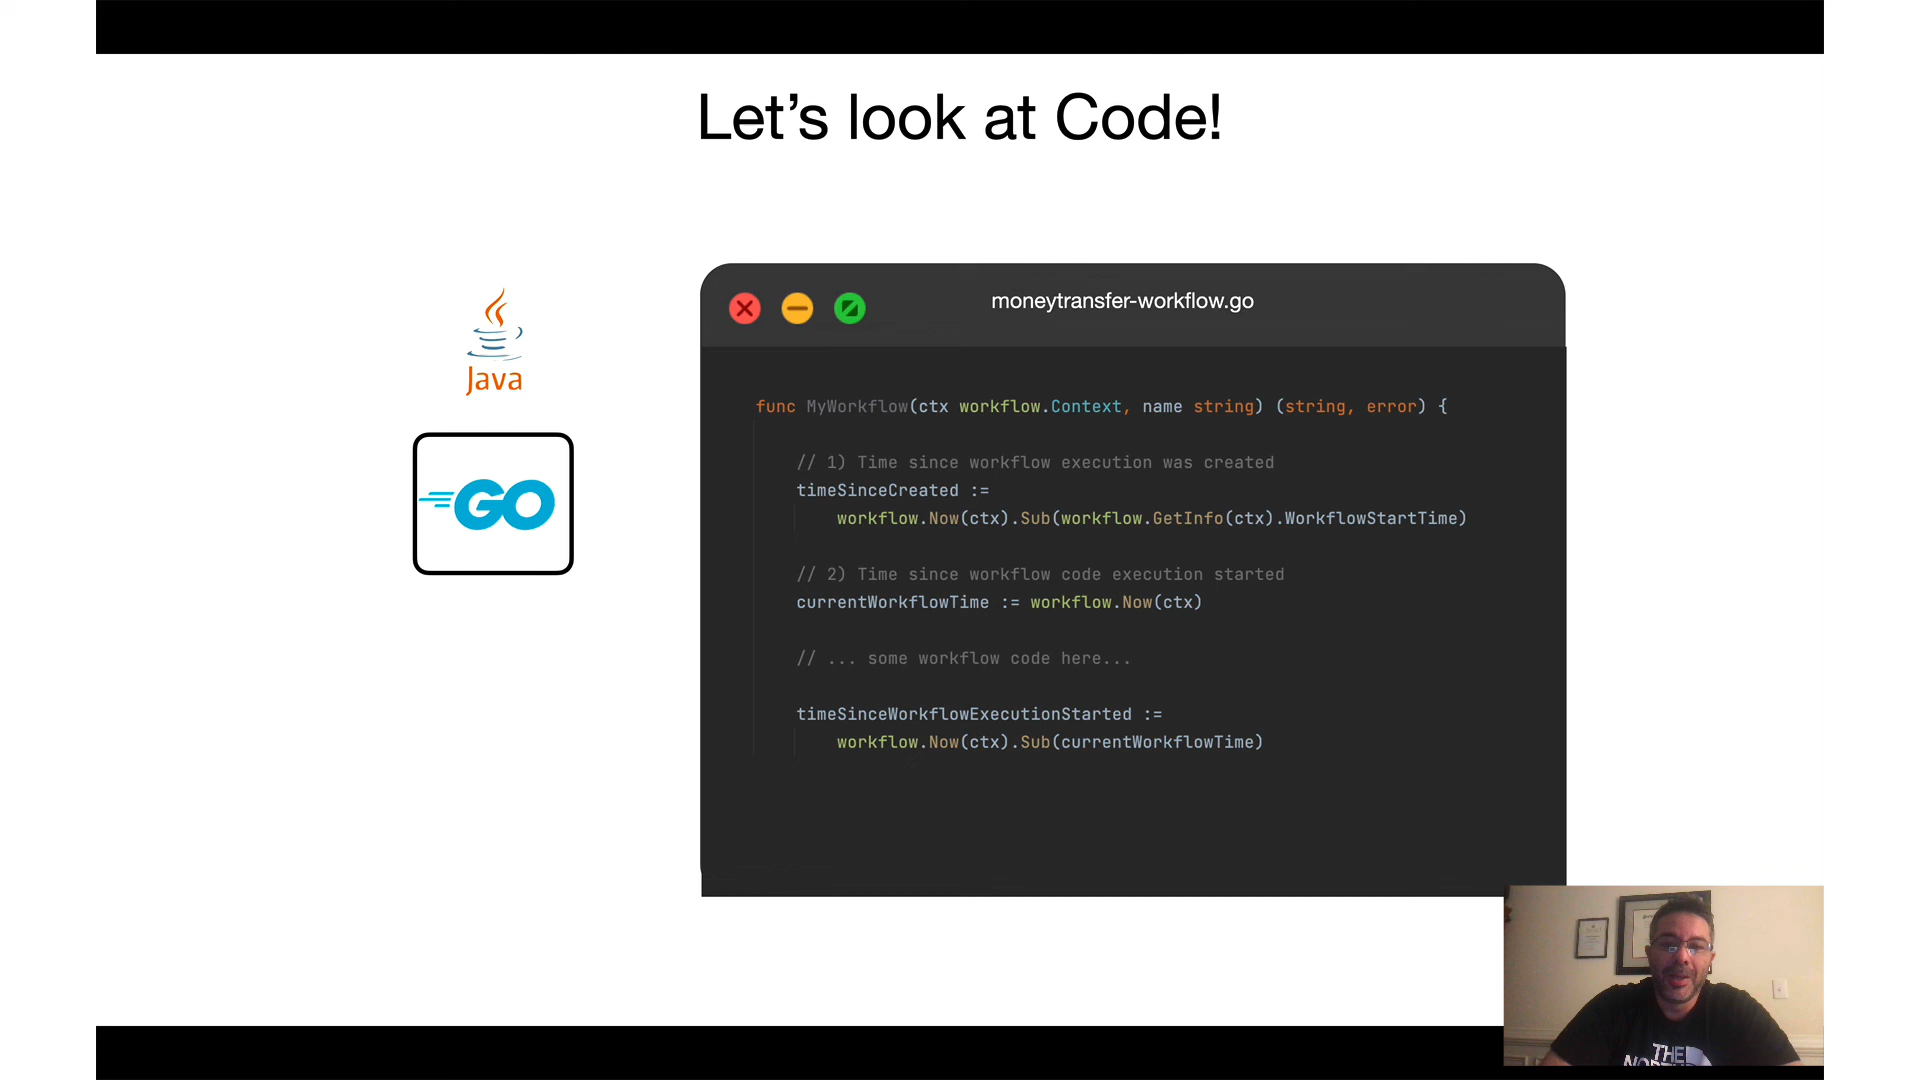 Let's look at Code!
Java
GO
moneytransfer-workflow.go
func MyWorkflow(ctx workflow.Context, name string) (string, error) {
// 1) Time since workflow execution was created
timeSinceCreated :=
workflow.Now(ctx).Sub(workflow.GetInfo(ctx).WorkflowStartTime)
// 2) Time since workflow code execution started
currentWorkflowTime := workflow.Now(ctx)
// ... some workflow code here...
timeSinceWorkflowExecutionStarted :=
workflow.Now(ctx).Sub(currentWorkflowTime)
THE